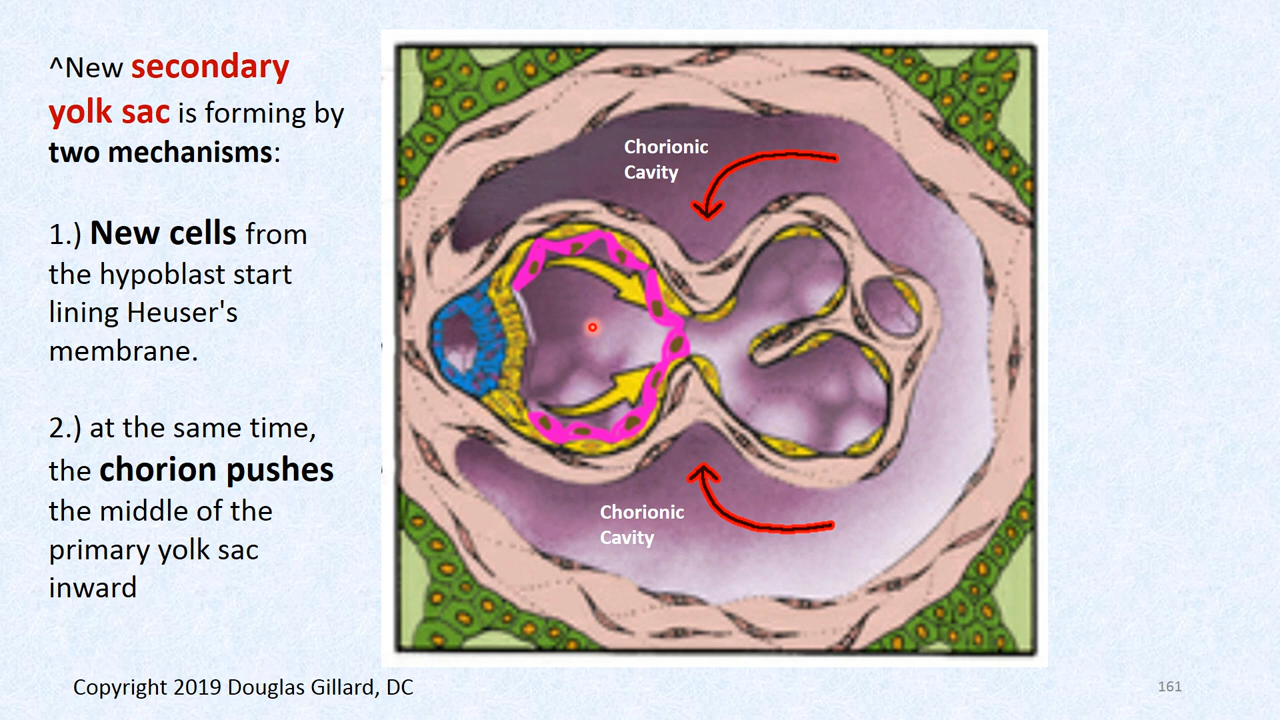 ^New secondary
yolk sac is forming by
two mechanisms:
1.) New cells from
the hypoblast start
lining Heuser's
membrane.
2.) at the same time,
the chorion pushes
the middle of the
primary yolk sac
inward
Chorionic
Cavity
Chorionic
Cavity
Copyright 2019 Douglas Gillard, DC
161